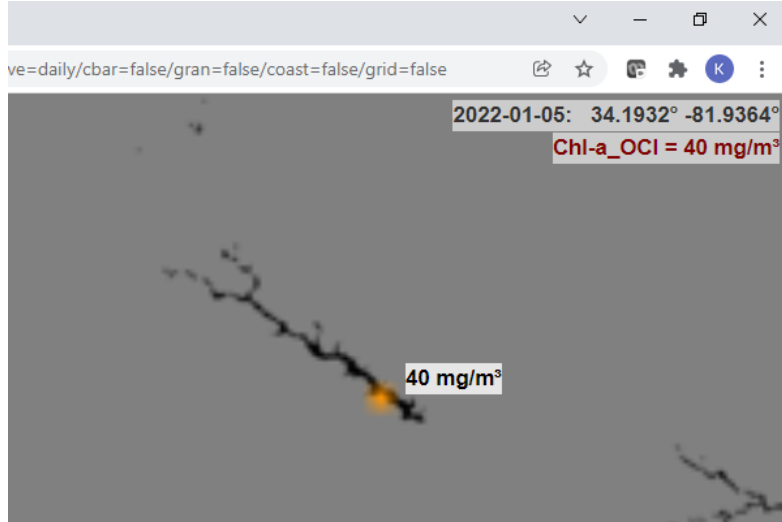 ve=daily/cbar=false/gran=false/coast=false/grid=false
K
2022-01-05: 34.1932° -81.9364°
Chl-a_OCI = 40 mg/m³
40 mg/m³